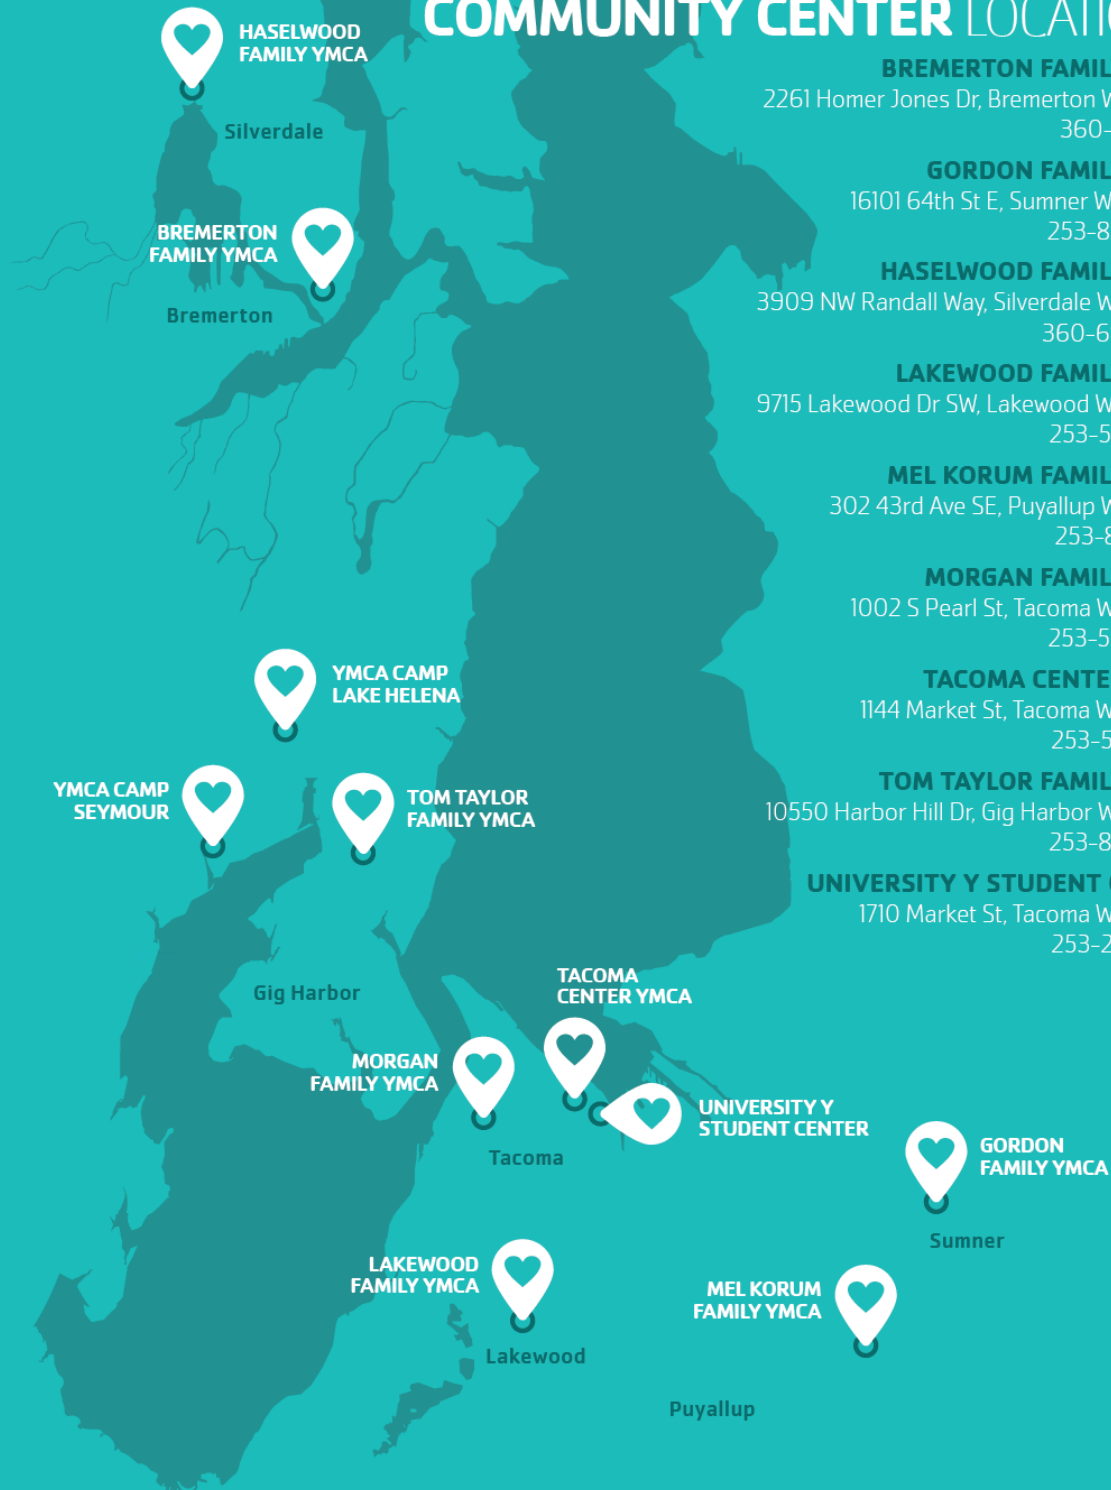 COMMUNITY CENTER
BREMERTON
2261 Homer Jones Dr, Bremerton
360-
GORDON
16101 64th St E, Sumner
253-8
HASELWOOD
3909 NW Randall Way, Silverdale
360-6
LAKEWOOD
9715 Lakewood Dr SW, Lakewood
253-5
MEL KORUM
302 43rd Ave SE, Puyallup
253-8
MORGAN
1002 S Pearl St, Tacoma
253-5
TACOMA
1144 Market St, Tacoma
253-5
TOM TAYLOR
10550 Harbor Hill Dr, Gig Harbor
253-8
UNIVERSITY Y STUDENT
1710 Market St, Tacoma
253-2
HASELWOOD
FAMILY YMCA
Silverdale
BREMERTON
FAMILY YMCA
Bremerton
YMCA CAMP
LAKE HELENA
YMCA CAMP
SEYMOUR
TOM TAYLOR
FAMILY YMCA
Gig Harbor
TACOMA
CENTER YMCA
MORGAN
FAMILY YMCA
UNIVERSITY Y
STUDENT CENTER
Tacoma
GORDON
FAMILY YMCA
Sumner
LAKEWOOD
FAMILY YMCA
Lakewood
MEL KORUM
FAMILY YMCA
Puyallup